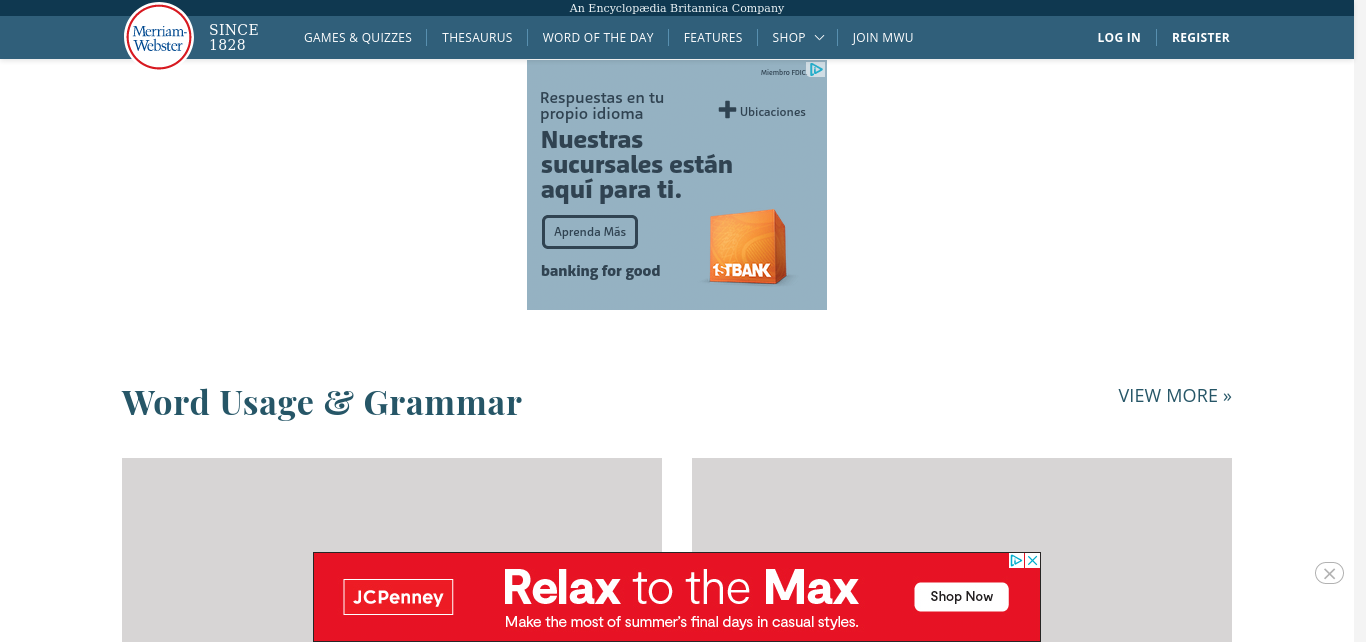 An Encyclopædia Britannica Company
Merriam-
Webster
SINCE
1828
GAMES & QUIZZES
THESAURUS
WORD OF THE DAY
FEATURES
SHOP
JOIN MWU
LOG IN
REGISTER
Miembro FDIC
Respuestas en tu
propio idioma
Ubicaciones
Nuestras
sucursales están
aquí para ti.
Aprenda Más
banking for good
1STBANK
Word Usage & Grammar
VIEW MORE »
JCPenney
Relax to the Max
Make the most of summer's final days in casual styles.
Shop Now